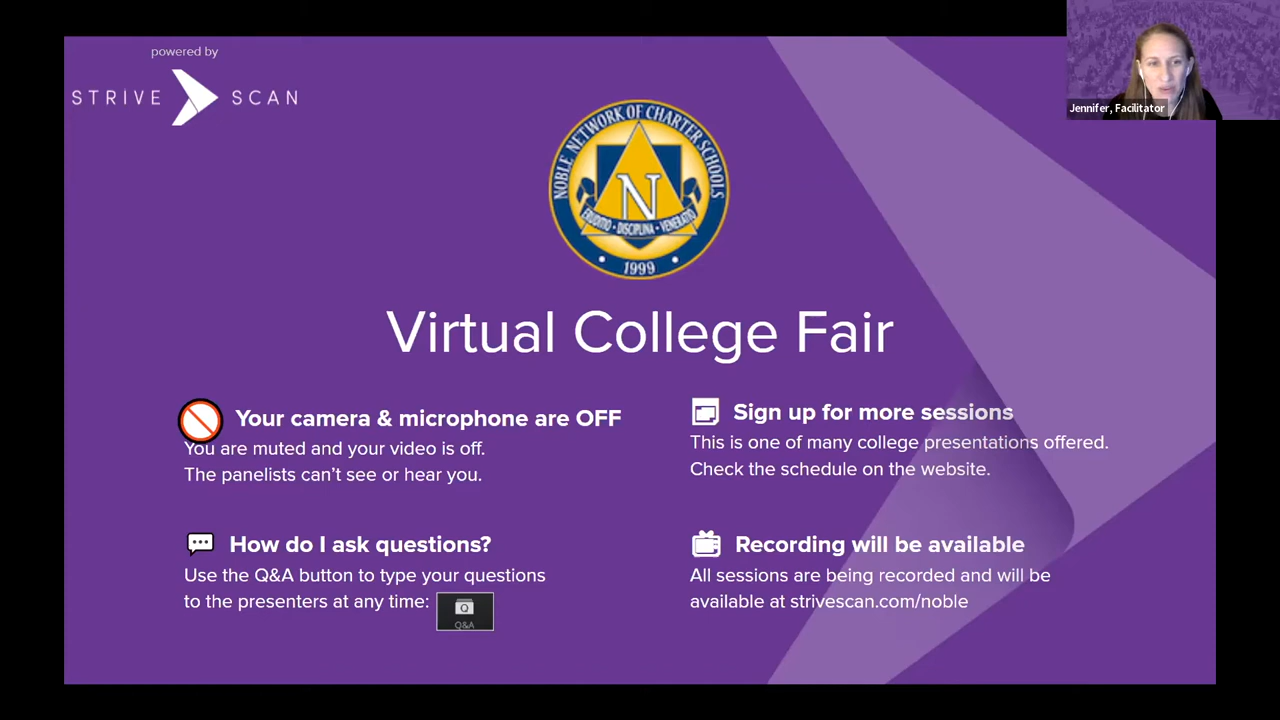 powered by
STRIVE SCAN
Jennifer, Facilitator
NOBLE NETWORK OF CHARTER SCHOOLS
N
ERUDITIO · DISCIPLINA · VENERATIO
• 1999 •
Virtual College Fair
Your camera & microphone are OFF
You are muted and your video is off.
The panelists can't see or hear you.
Sign up for more sessions
This is one of many college presentations offered.
Check the schedule on the website.
How do I ask questions?
Use the Q&A button to type your questions
to the presenters at any time:
Q
Q&A
Recording will be available
All sessions are being recorded and will be
available at strivescan.com/noble